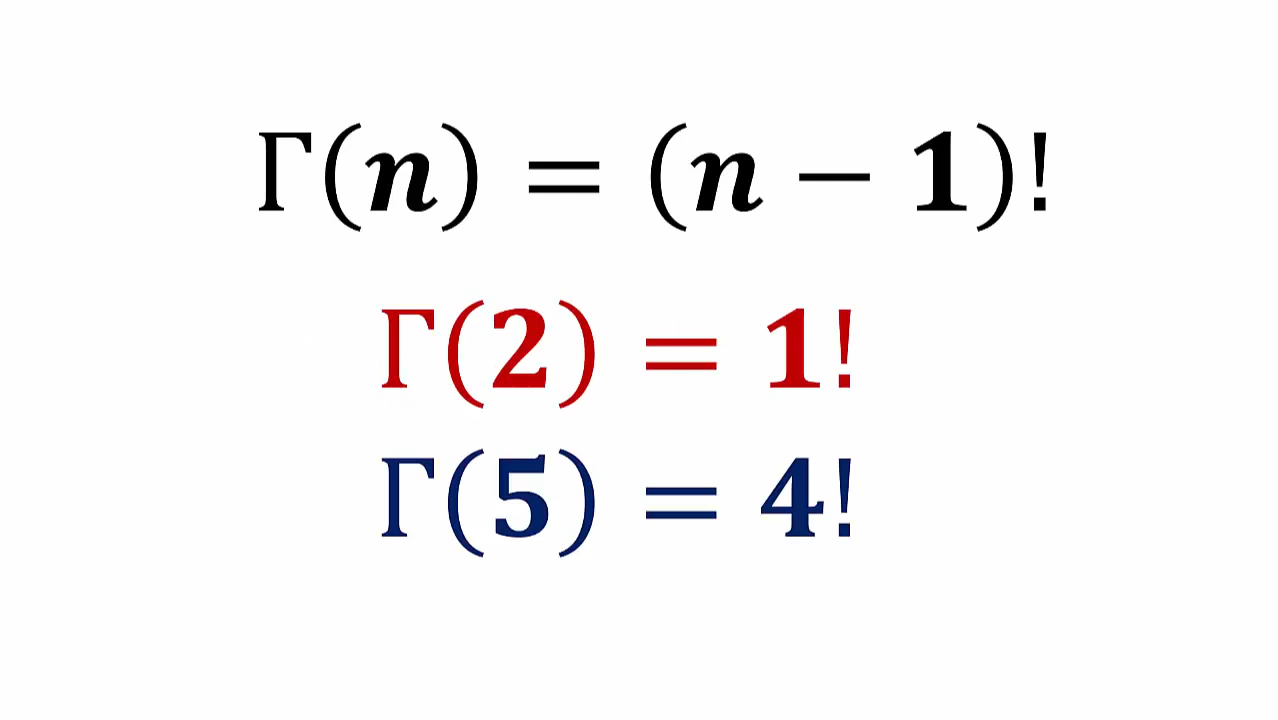 Γ(n) = (n − 1)!
Γ(2) = 1!
Γ(5) = 4!